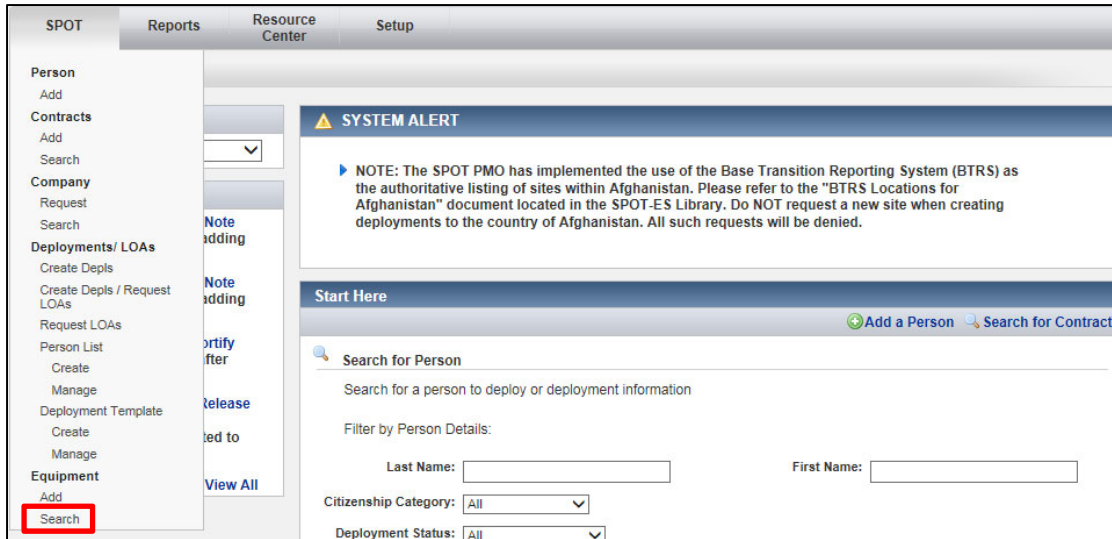 SPOT
Reports
Resource
Center
Setup
Person
Add
Contracts
Add
Search
Company
Request
Search
Deployments/ LOAs
Create Depls
Create Depls / Request
LOAs
Request LOAs
Person List
Create
Manage
Deployment Template
Create
Manage
Equipment
Add
Search
Note
adding
Note
adding
ortify
fter
Release
ted to
View All
SYSTEM ALERT
NOTE: The SPOT PMO has implemented the use of the Base Transition Reporting System (BTRS) as
the authoritative listing of sites within Afghanistan. Please refer to the "BTRS Locations for
Afghanistan" document located in the SPOT-ES Library. Do NOT request a new site when creating
deployments to the country of Afghanistan. All such requests will be denied.
Start Here
Add a Person Search for Contract
Search for Person
Search for a person to deploy or deployment information
Filter by Person Details:
Last Name:
First Name:
Citizenship Category: All
Deployment Status: All